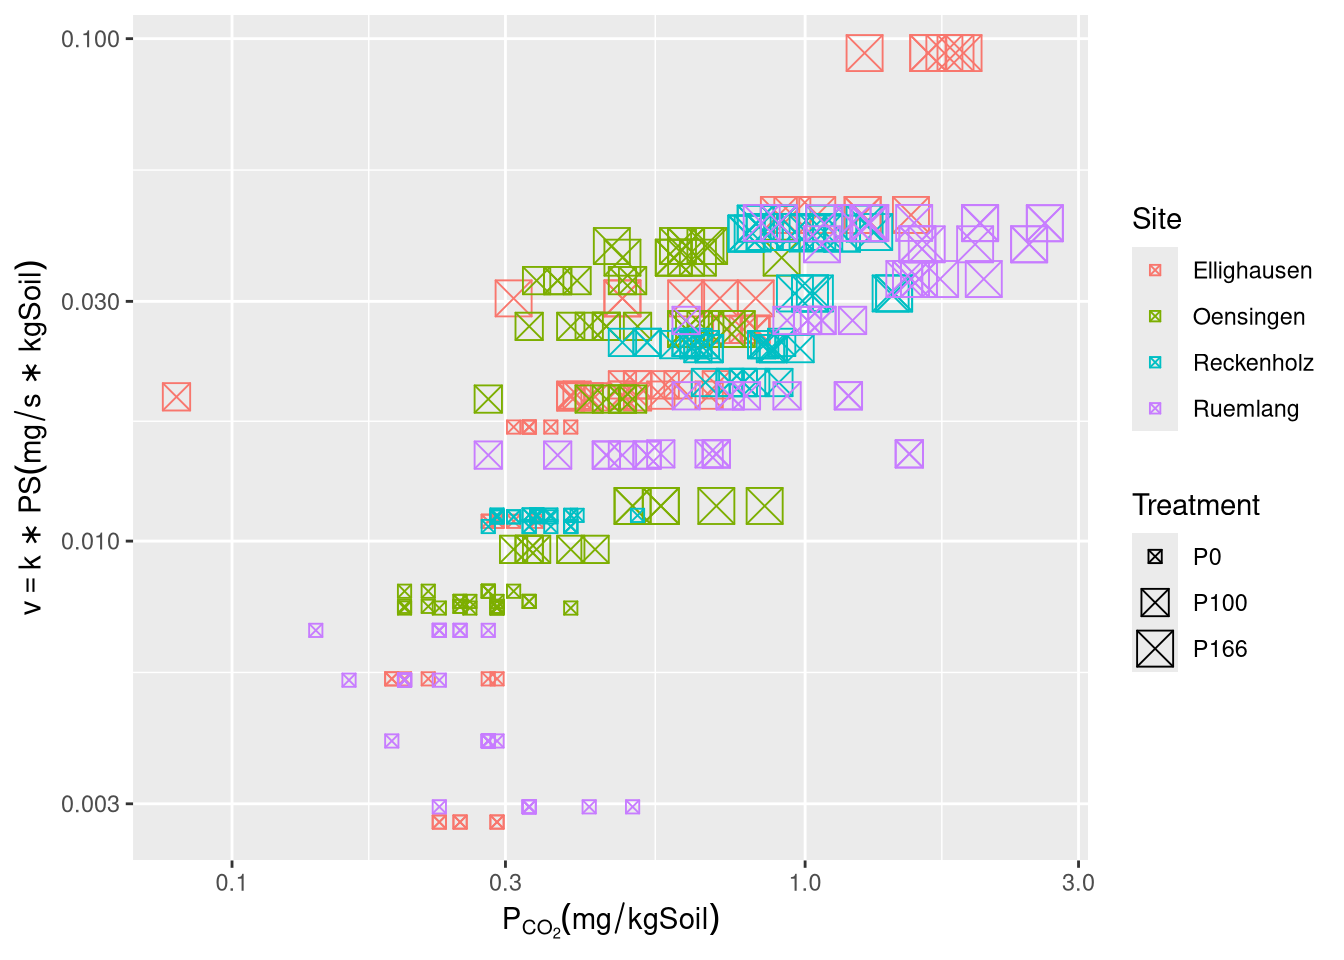 0.100
0.030
0.010
0.003
v = k * PS(mg/s * kgSoil)
0.1 0.3 1.0 3.0
PCO2(mg/kgSoil)
Site
Ellighausen
Oensingen
Reckenholz
Ruemlang
Treatment
P0
P100
P166